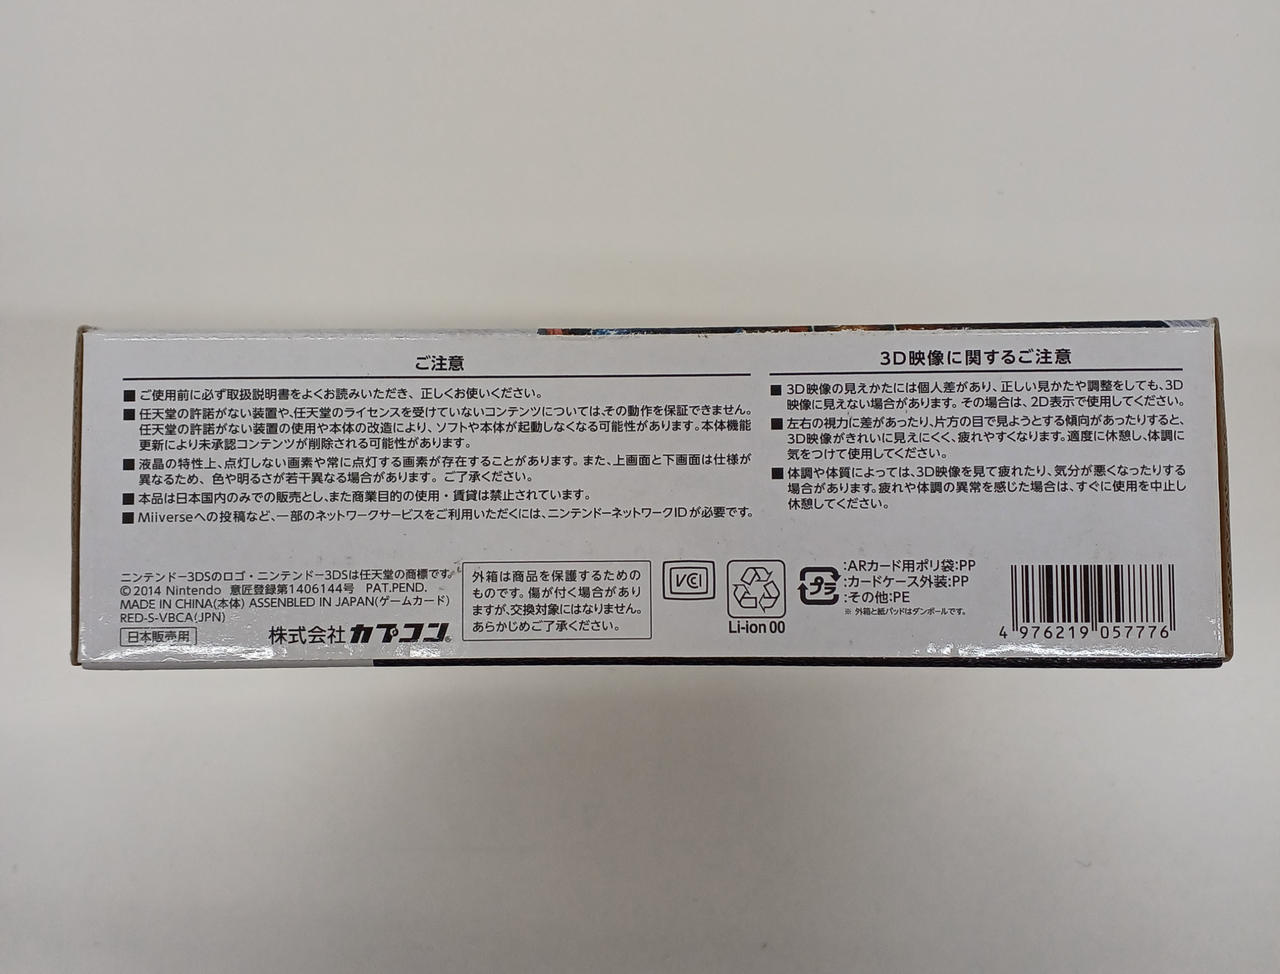 ご注意
■ ご使用前に必ず取扱説明書をよくお読みいただき、正しくお使いください。
■ 任天堂の許諾がない装置や、任天堂のライセンスを受けていないコンテンツについては、その動作を保証できません。
任天堂の許諾がない装置の使用や本体の改造により、ソフトや本体が起動しなくなる可能性があります。本体機能
更新により未承認コンテンツが削除される可能性があります。
■ 液晶の特性上、点灯しない画素や常に点灯する画素が存在することがあります。また、上画面と下画面は仕様が
異なるため、色や明るさが若干異なる場合があります。ご了承ください。
■ 本品は日本国内のみでの販売とし、また商業目的の使用・賃貸は禁止されています。
■ Miiverseへの投稿など、一部のネットワークサービスをご利用いただくには、ニンテンドーネットワークIDが必要です。
3D映像に関するご注意
■ 3D映像の見えかたには個人差があり、正しい見かたや調整をしても、3D
映像に見えない場合があります。その場合は、2D表示で使用してください。
■ 左右の視力に差があったり、片方の目で見ようとする傾向があったりすると、
3D映像がきれいに見えにくく、疲れやすくなります。適度に休憩し、体調に
気をつけて使用してください。
■ 体調や体質によっては、3D映像を見て疲れたり、気分が悪くなったりする
場合があります。疲れや体調の異常を感じた場合は、すぐに使用を中止し
休憩してください。
ニンテンドー3DSのロゴ・ニンテンドー3DSは任天堂の商標です。
© 2014 Nintendo 意匠登録第1406144号 PAT.PEND.
MADE IN CHINA(本体) ASSENBLED IN JAPAN(ゲームカード)
RED-S-VBCA(JPN)
日本販売用
株式会社カプコン
外箱は商品を保護するための
ものです。傷が付く場合があり
ますが、交換対象にはなりません。
あらかじめご了承ください。
VCCI
Li-ion 00
プラ
:ARカード用ポリ袋:PP
:カードケース外装:PP
:その他:PE
※ 外箱と紙パッドはダンボールです。
4 976219 057776